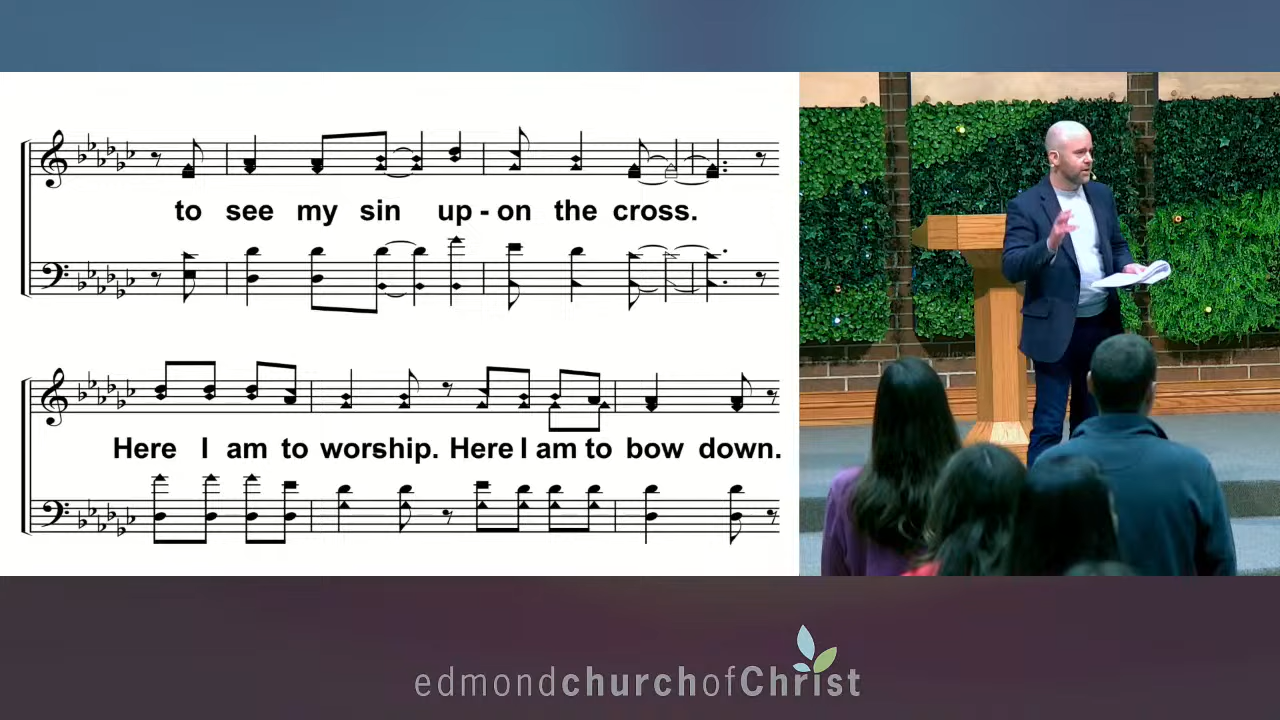 to see my sin up - on the cross.
Here I am to worship. Here I am to bow down.
edmondchurchofChrist